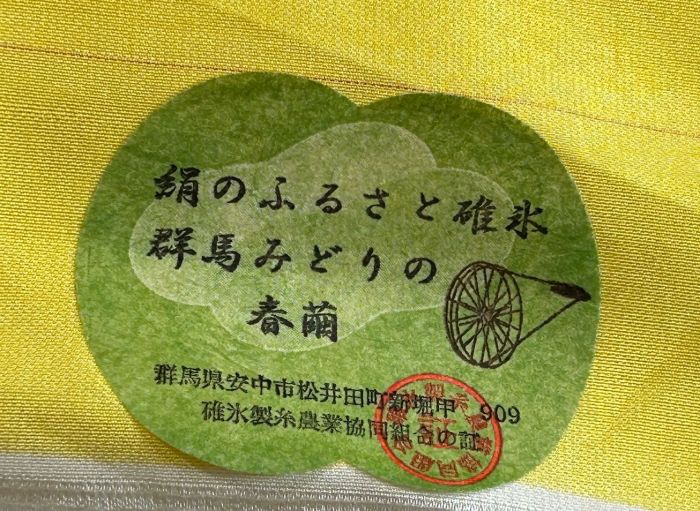 絹のふるさと碓氷
群馬みどりの
春繭
群馬県安中市松井田町新堀甲 909
碓氷製糸農業協同組合の証